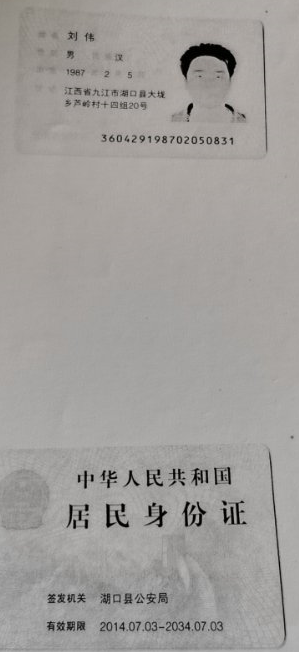 刘伟
男 汉
1987 2 5
江西省九江市湖口县大垅
乡芦岭村十四组20号
360429198702050831
中华人民共和国
居民身份证
签发机关 湖口县公安局
有效期限 2014.07.03-2034.07.03